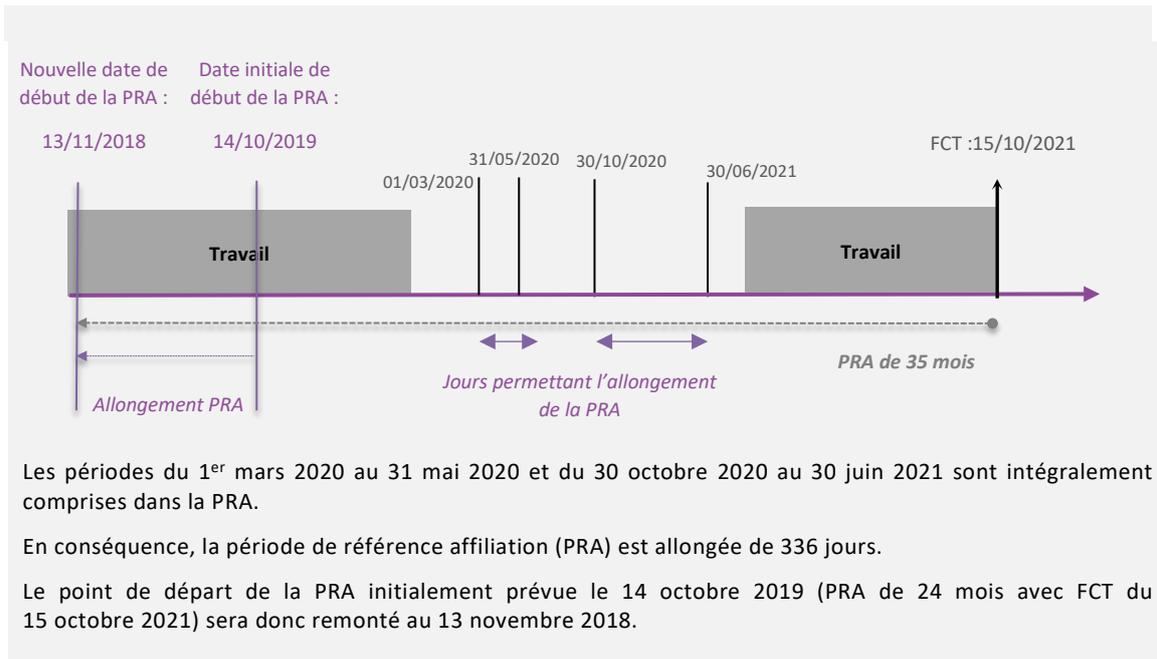 Nouvelle date de
début de la PRA :
13/11/2018
Date initiale de
début de la PRA :
14/10/2019
01/03/2020
31/05/2020
30/10/2020
30/06/2021
FCT :15/10/2021
Travail
Travail
PRA de 35 mois
Jours permettant l’allongement
de la PRA
Allongement PRA
Les périodes du 1er mars 2020 au 31 mai 2020 et du 30 octobre 2020 au 30 juin 2021 sont intégralement
comprises dans la PRA.
En conséquence, la période de référence affiliation (PRA) est allongée de 336 jours.
Le point de départ de la PRA initialement prévue le 14 octobre 2019 (PRA de 24 mois avec FCT du
15 octobre 2021) sera donc remonté au 13 novembre 2018.